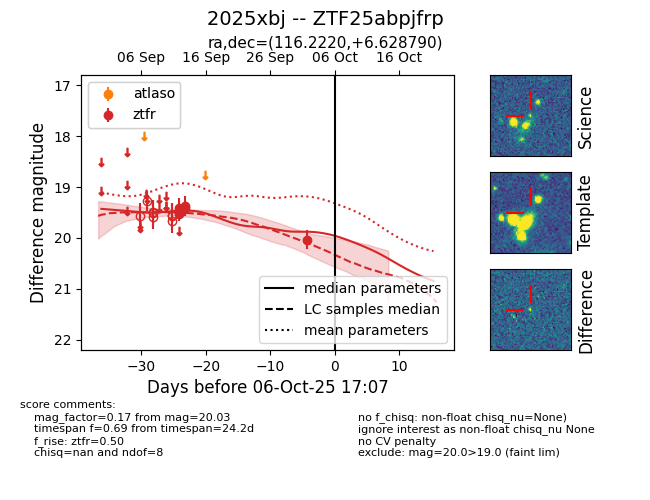 2025xbj -- ZTF25abpjfrp
ra,dec=(116.2220,+6.628790)
06 Sep 16 Sep 26 Sep 06 Oct 16 Oct
17
18
19
20
21
22
Difference magnitude
atlaso
ztfr
median parameters
LC samples median
mean parameters
−30 −20 −10 0 10
Days before 06-Oct-25 17:07
Science
Template
Difference
score comments:
mag_factor=0.17 from mag=20.03
timespan f=0.69 from timespan=24.2d
f_rise: ztfr=0.50
chisq=nan and ndof=8
no f_chisq: non-float chisq_nu=None)
ignore interest as non-float chisq_nu None
no CV penalty
exclude: mag=20.0>19.0 (faint lim)